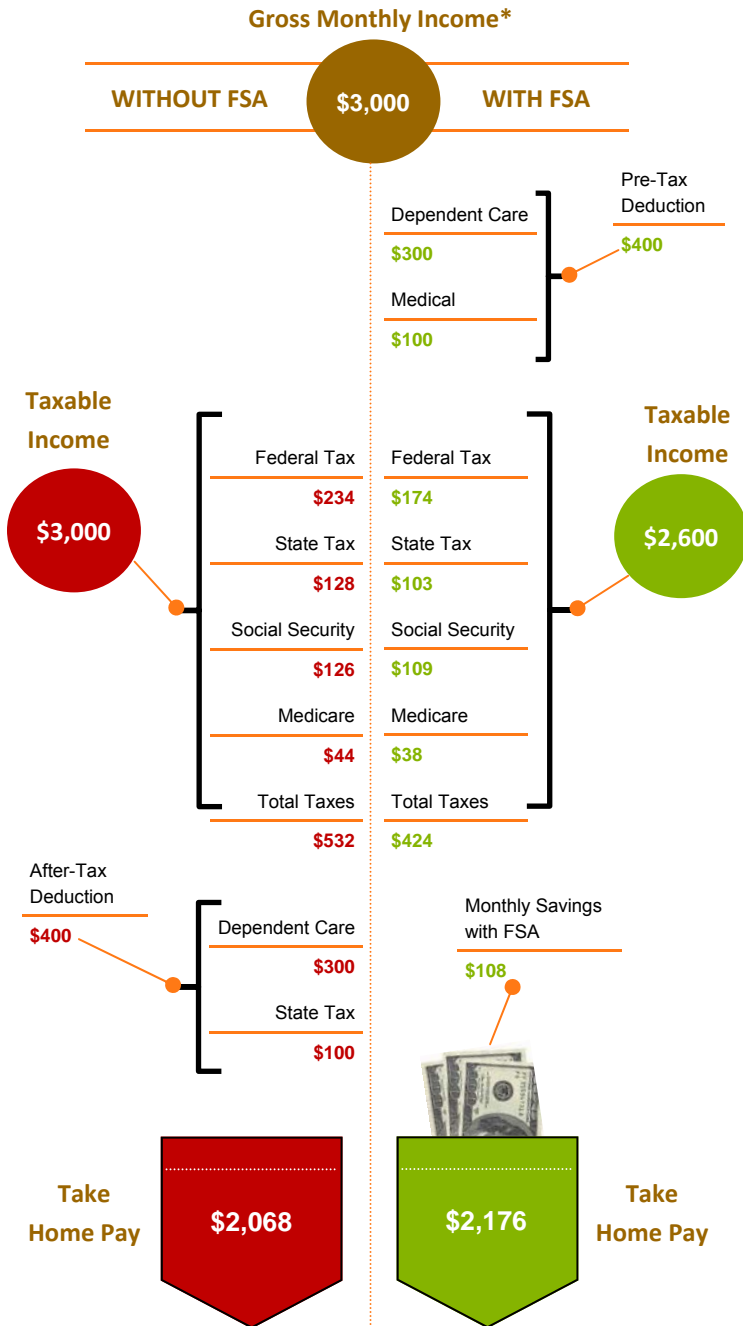 Gross Monthly Income*
WITHOUT FSA
$3,000
WITH FSA
Pre-Tax
Deduction
$400
Dependent Care
$300
Medical
$100
Taxable
Income
$3,000
Federal Tax
$234
State Tax
$128
Social Security
$126
Medicare
$44
Total Taxes
$532
Federal Tax
$174
State Tax
$103
Social Security
$109
Medicare
$38
Total Taxes
$424
Taxable
Income
$2,600
After-Tax
Deduction
$400
Dependent Care
$300
State Tax
$100
Monthly Savings
with FSA
$108
Take
Home Pay
$2,068
$2,176
Take
Home Pay